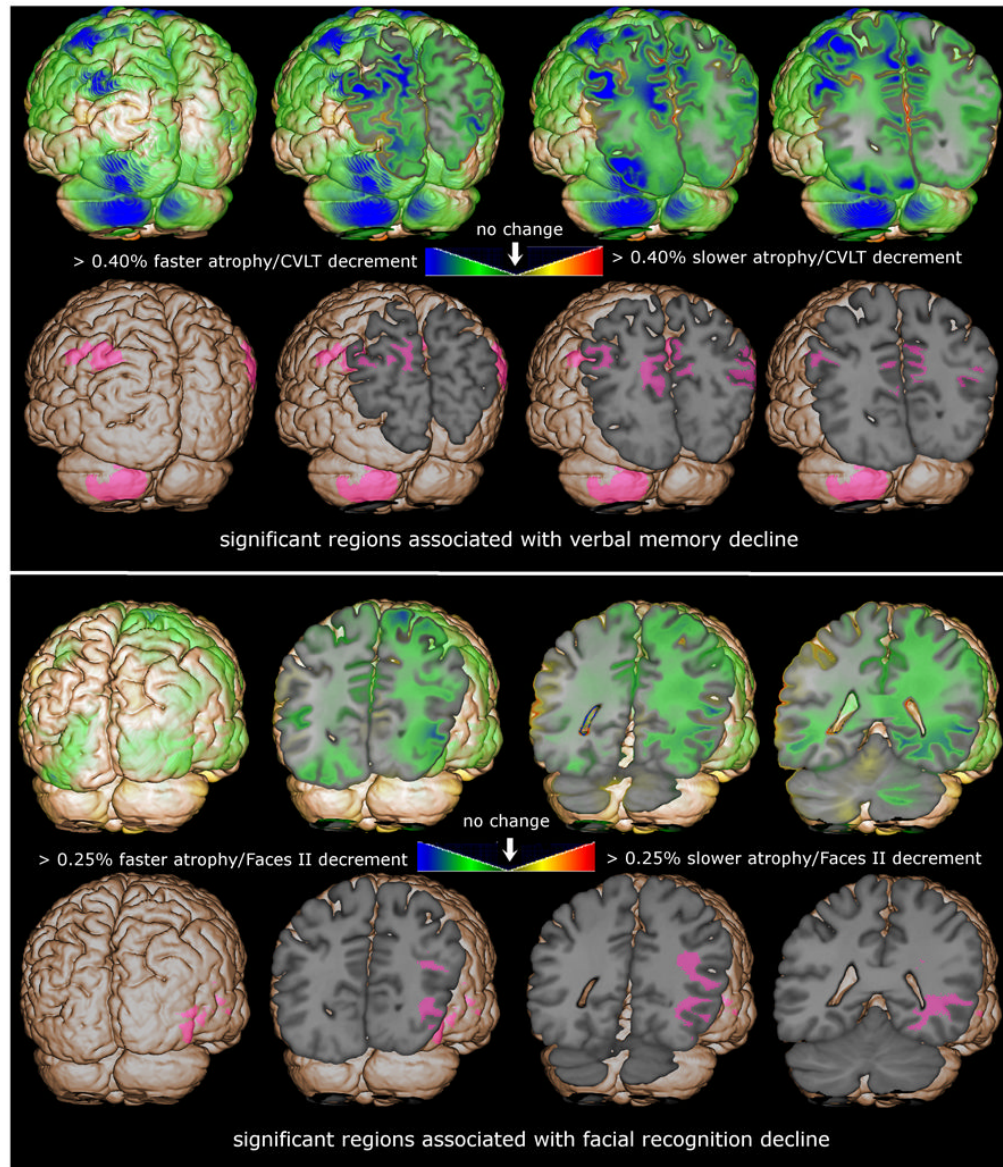 no change
> 0.40% faster atrophy/CVLT decrement
> 0.40% slower atrophy/CVLT decrement
significant regions associated with verbal memory decline
no change
> 0.25% faster atrophy/Faces II decrement
> 0.25% slower atrophy/Faces II decrement
significant regions associated with facial recognition decline